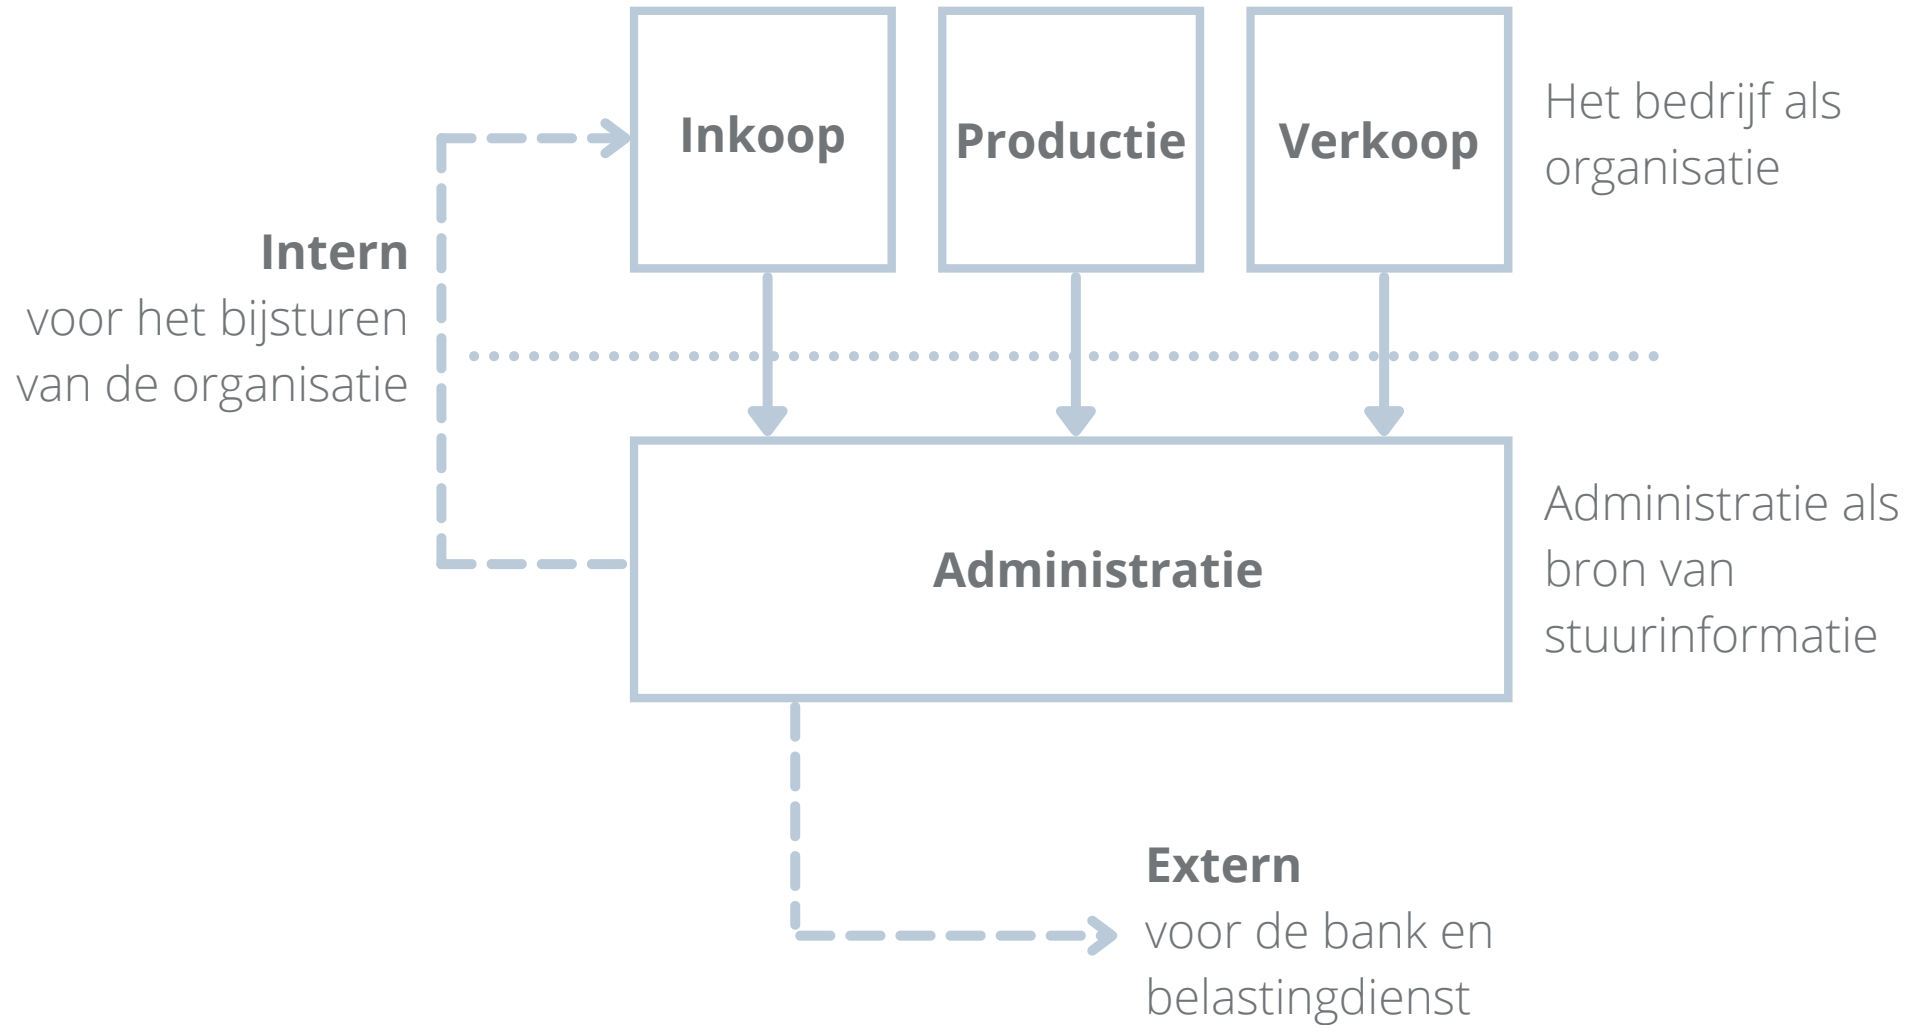 Inkoop
Productie
Verkoop
Het bedrijf als
organisatie
Intern
voor het bijsturen
van de organisatie
Administratie
Administratie als
bron van
stuurinformatie
Extern
voor de bank en
belastingdienst